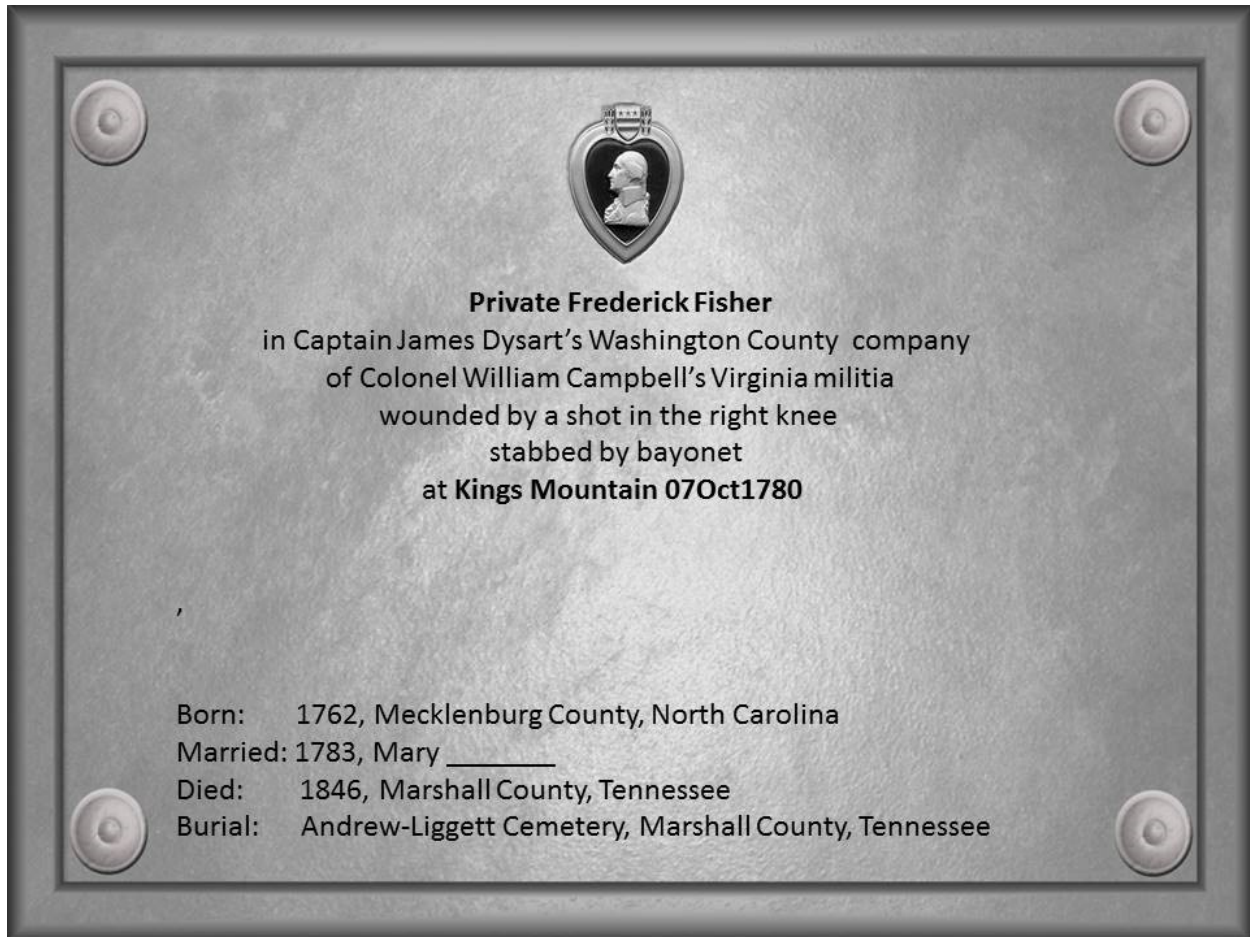 Private Frederick Fisher
in Captain James Dysart’s Washington County company
of Colonel William Campbell’s Virginia militia
wounded by a shot in the right knee
stabbed by bayonet
at Kings Mountain 07Oct1780
,
Born: 1762, Mecklenburg County, North Carolina
Married: 1783, Mary _______
Died: 1846, Marshall County, Tennessee
Burial: Andrew-Liggett Cemetery, Marshall County, Tennessee